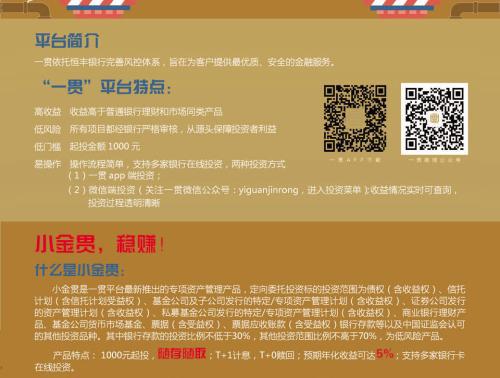 平台简介
一贯依托恒丰银行完善风控体系，旨在为客户提供最优质、安全的金融服务。
“一贯”平台特点：
高收益 收益高于普通银行理财和市场同类产品
低风险 所有项目都经银行严格审核，从源头保障投资者利益
低门槛 起投金额 1000 元
易操作 操作流程简单，支持多家银行在线投资，两种投资方式
（1）一贯 app 端投资；
（2）微信端投资（关注一贯微信公众号：yiguanjinrong，进入投资菜单）；收益情况实时可查询，
投资过程透明清晰
一贯APP下载
一贯微信公众号
小金贯，稳赚！
什么是小金贯：
小金贯是一贯平台最新推出的专项资产管理产品，定向委托投资标的投资范围为债权（含收益权）、信托
计划（含信托计划受益权）、基金公司及子公司发行的特定/专项资产管理计划（含收益权）、证券公司发行
的资产管理计划（含收益权）、私募基金公司发行的特定/专项资产管理计划（含收益权）、商业银行理财产
品、基金公司货币市场基金、票据（含受益权）、票据应收账款（含受益权）银行存款等以及中国证监会认可
的其他投资品种。其中银行存款的投资比例不低于30%，其他投资范围比例不高于70%，为低风险产品。
产品特点：1000元起投，随存随取；T+1计息，T+0赎回；预期年化收益可达5%；支持多家银行卡
在线投资。